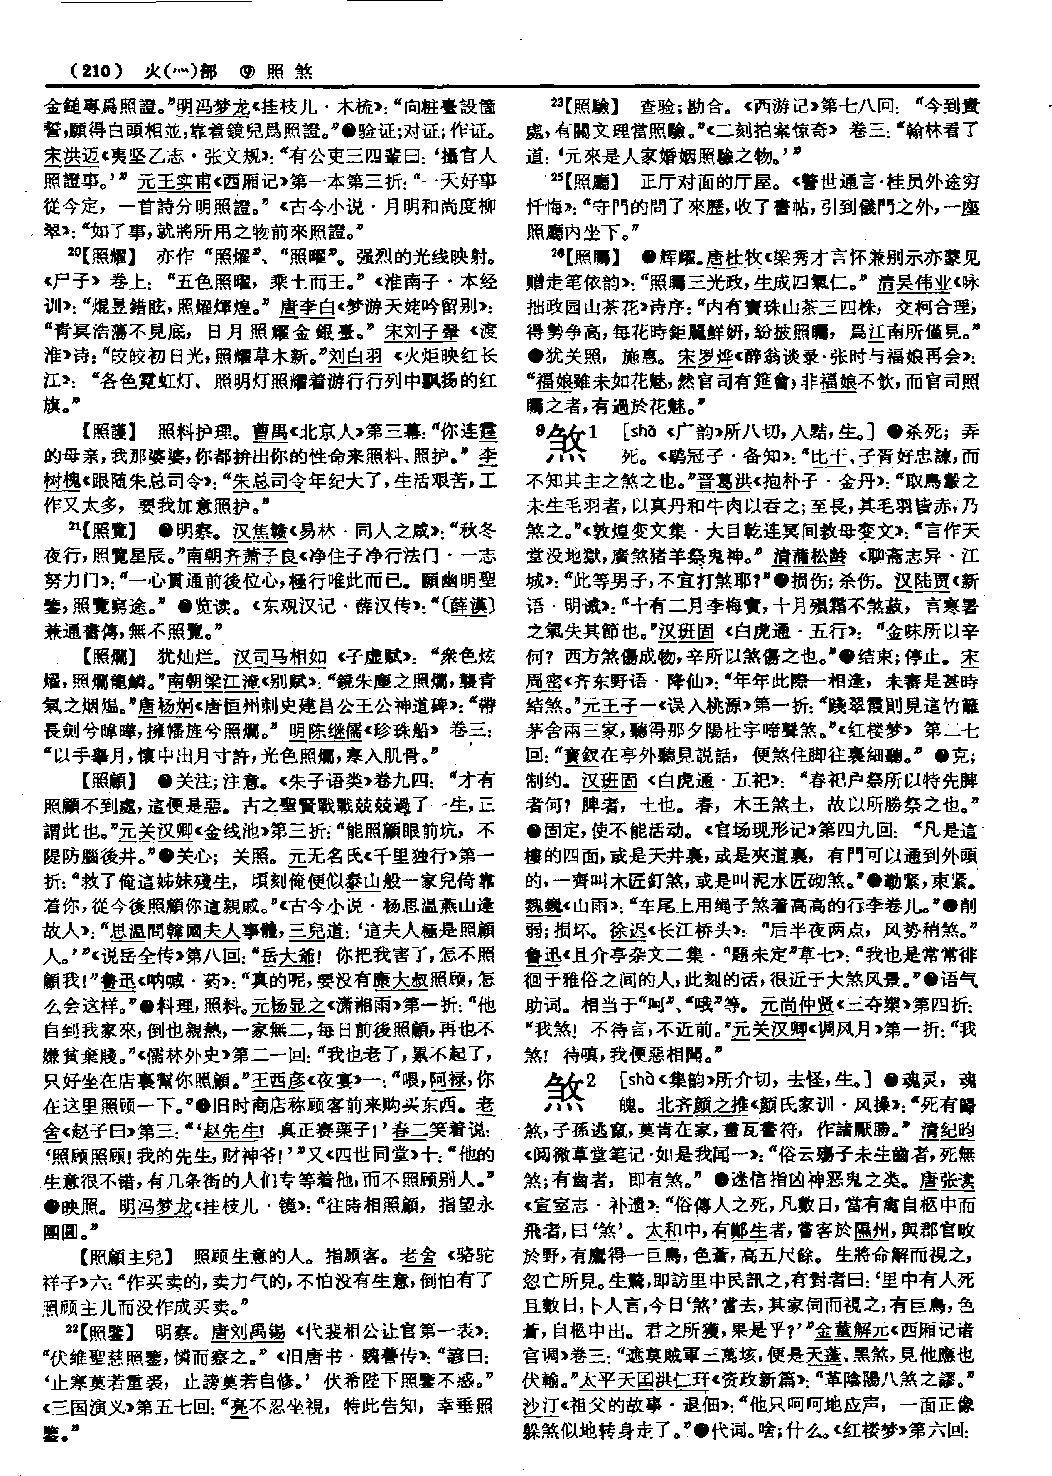 (210) 火(灬)部 ⑨ 照 煞
金鎚專爲照證。”明冯梦龙《挂枝儿·木梳》：“向粧臺設箇
誓，願得白頭相並，靠着鏡兒爲照證。”●验证；对证；作证。
宋洪迈《夷坚乙志·张文规》：“有公吏三四輩曰：‘攝官人
照證事。’”元王实甫《西厢记》第一本第三折：“一天好事
從今定，一首詩分明照證。”《古今小说·月明和尚度柳
翠》：“如了事，就將所用之物前來照證。”
20【照燿】 亦作“照熠”、“照曜”。强烈的光线映射。
《尸子》卷上：“五色照曜，乘土而王。”《淮南子·本经
训》：“焜昱錯眩，照燿煇煌。”唐李白《梦游天姥吟留别》：
“青冥浩蕩不見底，日月照燿金銀臺。”宋刘子翚《渡
淮》诗：“皎皎初日光，照燿草木新。”刘白羽《火炬映红长
江》：“各色霓虹灯、照明灯照耀着游行行列中飘扬的红
旗。”
【照護】 照料护理。曹禺《北京人》第三幕：“你连霆
的母亲，我那婆婆，你都拚出你的性命来照料、照护。”李
树槐《跟随朱总司令》：“朱总司令年纪大了，生活艰苦，工
作又太多，要我加意照护。”
21【照覽】 ●明察。汉焦赣《易林·同人之咸》：“秋冬
夜行，照覽星辰。”南朝齐萧子良《净住子净行法门·一志
努力门》：“一心貫通前後位心，極行唯此而已。願幽明聖
鑒，照覽窮途。”●览读。《东观汉记·薛汉传》：“〔薛漢〕
兼通書傳，無不照覽。”
【照爛】 犹灿烂。汉司马相如《子虚赋》：“衆色炫
燿，照爛龍鱗。”南朝梁江淹《别赋》：“鏡朱塵之照爛，襲青
氣之烟煴。”唐杨炯《唐恒州刺史建昌公王公神道碑》：“帶
長劍兮暐曄，擁幡旌兮照爛。”明陈继儒《珍珠船》卷三：
“以手舉月，懷中出月寸許，光色照爛，寒入肌骨。”
【照顧】 ●关注；注意。《朱子语类》卷九四：“才有
照顧不到處，這便是惡。古之聖賢戰戰兢兢過了一生，正
謂此也。”元关汉卿《金线池》第三折：“能照顧眼前坑，不
隄防腦後井。”●关心；关照。元无名氏《千里独行》第一
折：“救了俺這姊妹殘生，頃刻俺便似泰山般一家兒倚靠
着你，從今後照顧你這親戚。”《古今小说·杨思温燕山逢
故人》：“思温問韓國夫人事體，三兒道：‘道夫人極是照顧
人。’”《说岳全传》第八回：“岳大爺！你把我害了，怎不照
顧我！”鲁迅《呐喊·药》：“真的呢，要没有康大叔照顾，怎
么会这样。”●料理，照料。元杨显之《潇湘雨》第一折：“他
自到我家來，倒也親熱，一家無二，每日前後照顧，再也不
嫌貧棄賤。”《儒林外史》第二一回：“我也老了，累不起了，
只好坐在店裏幫你照顧。”王西彦《夜宴》一：“喂，阿禄，你
在这里照顾一下。”●旧时商店称顾客前来购买东西。老
舍《赵子曰》第三：“‘赵先生！真正赛栗子！’春二笑着说：
‘照顾照顾！我的先生，财神爷！’”又《四世同堂》十：“他的
生意很不错，有几条街的人们专等着他，而不照顾别人。”
●映照。明冯梦龙《挂枝儿·镜》：“往時相照顧，指望永
團圓。”
【照顧主兒】 照顾生意的人。指顾客。老舍《骆驼
祥子》六：“作买卖的，卖力气的，不怕没有生意，倒怕有了
照顾主儿而没作成买卖。”
22【照鑒】 明察。唐刘禹锡《代裴相公让官第一表》：
“伏維聖慈照鑒，憐而察之。”《旧唐书·魏謩传》：“諺曰：
‘止寒莫若重裘，止謗莫若自修。’伏希陛下照鑒不惑。”
《三国演义》第五七回：“亮不忍坐視，特此告知，幸垂照
鑒。”
23【照驗】 查验；勘合。《西游记》第七八回：“今到貴
處，有關文理當照驗。”《二刻拍案惊奇》卷三：“翰林看了
道：‘元來是人家婚姻照驗之物。’”
25【照廳】 正厅对面的厅屋。《警世通言·桂员外途穷
忏悔》：“守門的問了來歷，收了書帖，引到儀門之外，一座
照廳内坐下。”
26【照矚】 ●辉耀。唐杜牧《梁秀才言怀兼别示亦蒙见
赠走笔依韵》：“照矚三光政，生成四氣仁。”清吴伟业《咏
拙政园山茶花》诗序：“内有寶珠山茶三四株，交柯合理，
得勢争高，每花時鉅麗鮮妍，紛披照矚，爲江南所僅見。”
●犹关照，施惠。宋罗烨《醉翁谈录·张时与福娘再会》：
“福娘雖未如花魁，然官司有筵會，非福娘不飲，而官司照
矚之者，有過於花魁。”
9煞1 [shā《广韵》所八切，入黠，生。] ●杀死；弄
死。《鹖冠子·备知》：“比干、子胥好忠諫，而
不知其主之煞之也。”晋葛洪《抱朴子·金丹》：“取烏鷇之
未生毛羽者，以真丹和牛肉以吞之；至長，其毛羽皆赤，乃
煞之。”《敦煌变文集·大目乾连冥间救母变文》：“言作天
堂没地獄，廣煞猪羊祭鬼神。”清蒲松龄《聊斋志异·江
城》：“此等男子，不宜打煞耶？”●损伤；杀伤。汉陆贾《新
语·明诫》：“十有二月李梅實，十月殞霜不煞菽，言寒暑
之氣失其節也。”汉班固《白虎通·五行》：“金味所以辛
何？西方煞傷成物，辛所以煞傷之也。”●结束；停止。宋
周密《齐东野语·降仙》：“年年此際一相逢，未審是甚時
結煞。”元王子一《误入桃源》第一折：“踐翠霞則見這竹籬
茅舍兩三家，聽得那夕陽杜宇啼聲煞。”《红楼梦》第二七
回：“寶釵在亭外聽見説話，便煞住脚往裏細聽。”●克；
制约。汉班固《白虎通·五祀》：“春祀户祭所以特先脾
者何？脾者，土也。春，木王煞土，故以所勝祭之也。”
●固定，使不能活动。《官场现形记》第四九回：“凡是這
樓的四面，或是天井裏，或是夾道裏，有門可以通到外頭
的，一齊叫木匠釘煞，或是叫泥水匠砌煞。”●勒紧，束紧。
魏巍《山雨》：“车尾上用绳子煞着高高的行李卷儿。”●削
弱；损坏。徐迟《长江桥头》：“后半夜两点，风势稍煞。”
鲁迅《且介亭杂文二集·“题未定”草七》：“我也是常常徘
徊于雅俗之间的人，此刻的话，很近于大煞风景。”●语气
助词。相当于“呵”、“哦”等。元尚仲贤《三夺槊》第四折：
“我煞！不待言，不近前。”元关汉卿《调风月》第一折：“我
煞！待嗔，我便惡相鬧。”
煞2 [shà《集韵》所介切，去怪，生。] ●魂灵，魂
魄。北齐颜之推《颜氏家训·风操》：“死有歸
煞，子孫逃竄，莫肯在家，畫瓦書符，作諸厭勝。”清纪昀
《阅微草堂笔记·如是我闻一》：“俗云殤子未生齒者，死無
煞；有齒者，即有煞。”●迷信指凶神恶鬼之类。唐张读
《宣室志·补遗》：“俗傳人之死，凡數日，當有禽自柩中而
飛者，曰‘煞’。太和中，有鄭生者，嘗客於隰州，與郡官畋
於野，有鷹得一巨鳥，色蒼，高五尺餘。生將命解而視之，
忽亡所見。生驚，即訪里中民訊之，有對者曰：‘里中有人死
且數日，卜人言，今日‘煞’當去，其家伺而視之，有巨鳥，色
蒼，自柩中出。君之所獲，果是乎？’”金董解元《西厢记诸
宫调》卷三：“遮莫賊軍三萬垓，便是天蓬、黑煞，見他應也
伏輸。”太平天国洪仁玕《资政新篇》：“革陰陽八煞之謬。”
沙汀《祖父的故事·退佃》：“他只呵呵地应声，一面正像
躲煞似地转身走了。”●代词。啥；什么。《红楼梦》第六回：